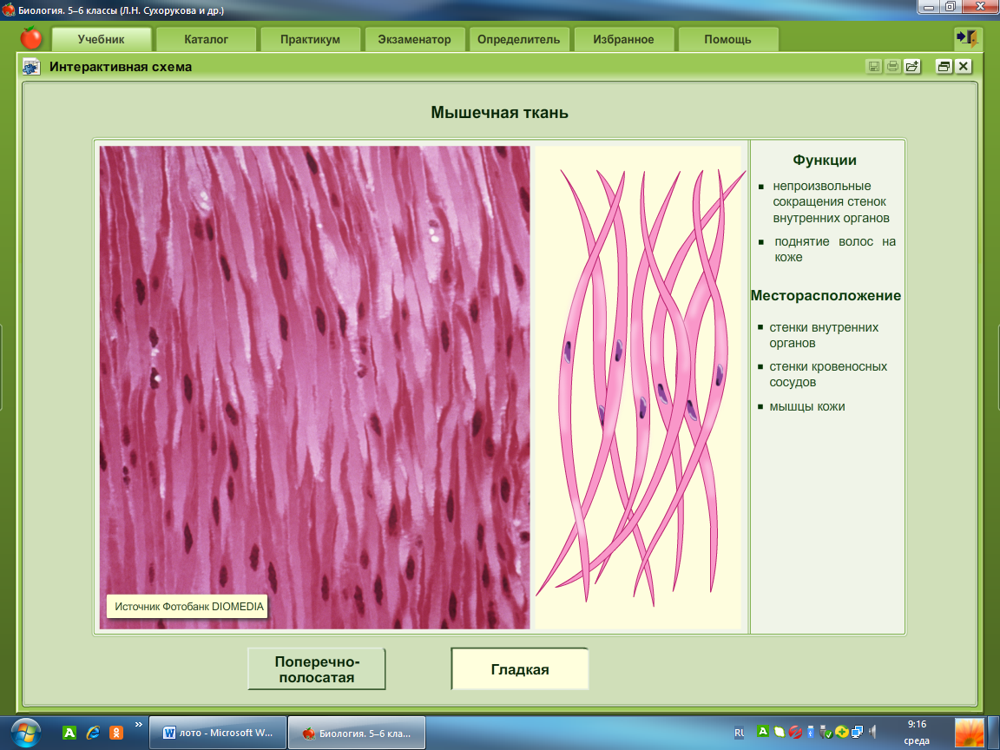 Биология. 5–6 классы (Л.Н. Сухорукова и др.)
Учебник
Каталог
Практикум
Экзаменатор
Определитель
Избранное
Помощь
Интерактивная схема
Мышечная ткань
Функции
непроизвольные
сокращения стенок
внутренних органов
поднятие волос на
коже
Месторасположение
стенки внутренних
органов
стенки кровеносных
сосудов
мышцы кожи
Источник Фотобанк DIOMEDIA
Поперечно-
полосатая
Гладкая
лото - Microsoft W...
Биология. 5–6 кла...
RU
9:16
среда